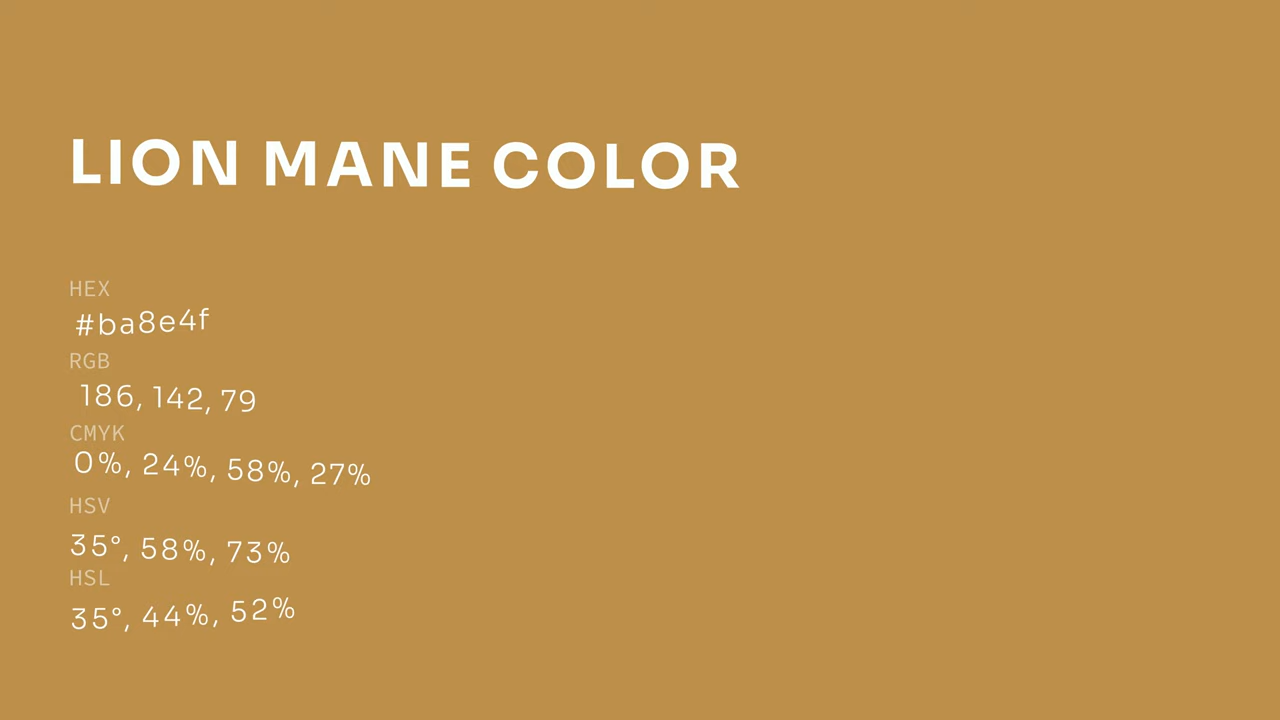 LION MANE COLOR
HEX
#ba8e4f
RGB
186, 142, 79
CMYK
0%, 24%, 58%, 27%
HSV
35°, 58%, 73%
HSL
35°, 44%, 52%